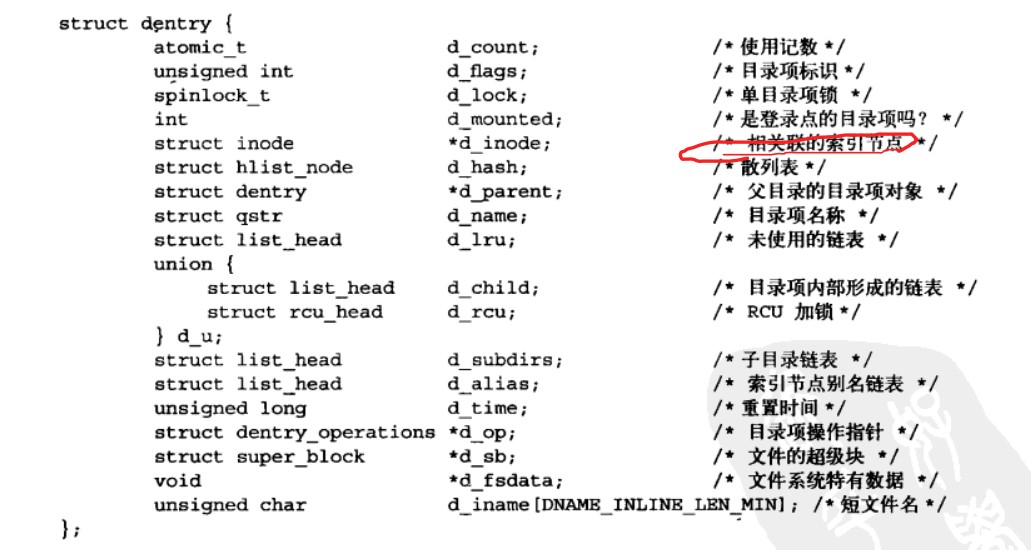 struct dentry {
atomic_t d_count; /* 使用记数 */
unsigned int d_flags; /* 目录项标识 */
spinlock_t d_lock; /* 单目录项锁 */
int d_mounted; /* 是登录点的目录项吗? */
struct inode *d_inode; /* 相关联的索引节点 */
struct hlist_node d_hash; /* 散列表 */
struct dentry *d_parent; /* 父目录的目录项对象 */
struct qstr d_name; /* 目录项名称 */
struct list_head d_lru; /* 未使用的链表 */
union {
struct list_head d_child; /* 目录项内部形成的链表 */
struct rcu_head d_rcu; /* RCU 加锁 */
} d_u;
struct list_head d_subdirs; /* 子目录链表 */
struct list_head d_alias; /* 索引节点别名链表 */
unsigned long d_time; /* 重置时间 */
struct dentry_operations *d_op; /* 目录项操作指针 */
struct super_block *d_sb; /* 文件的超级块 */
void *d_fsdata; /* 文件系统特有数据 */
unsigned char d_iname[DNAME_INLINE_LEN_MIN]; /* 短文件名 */
};